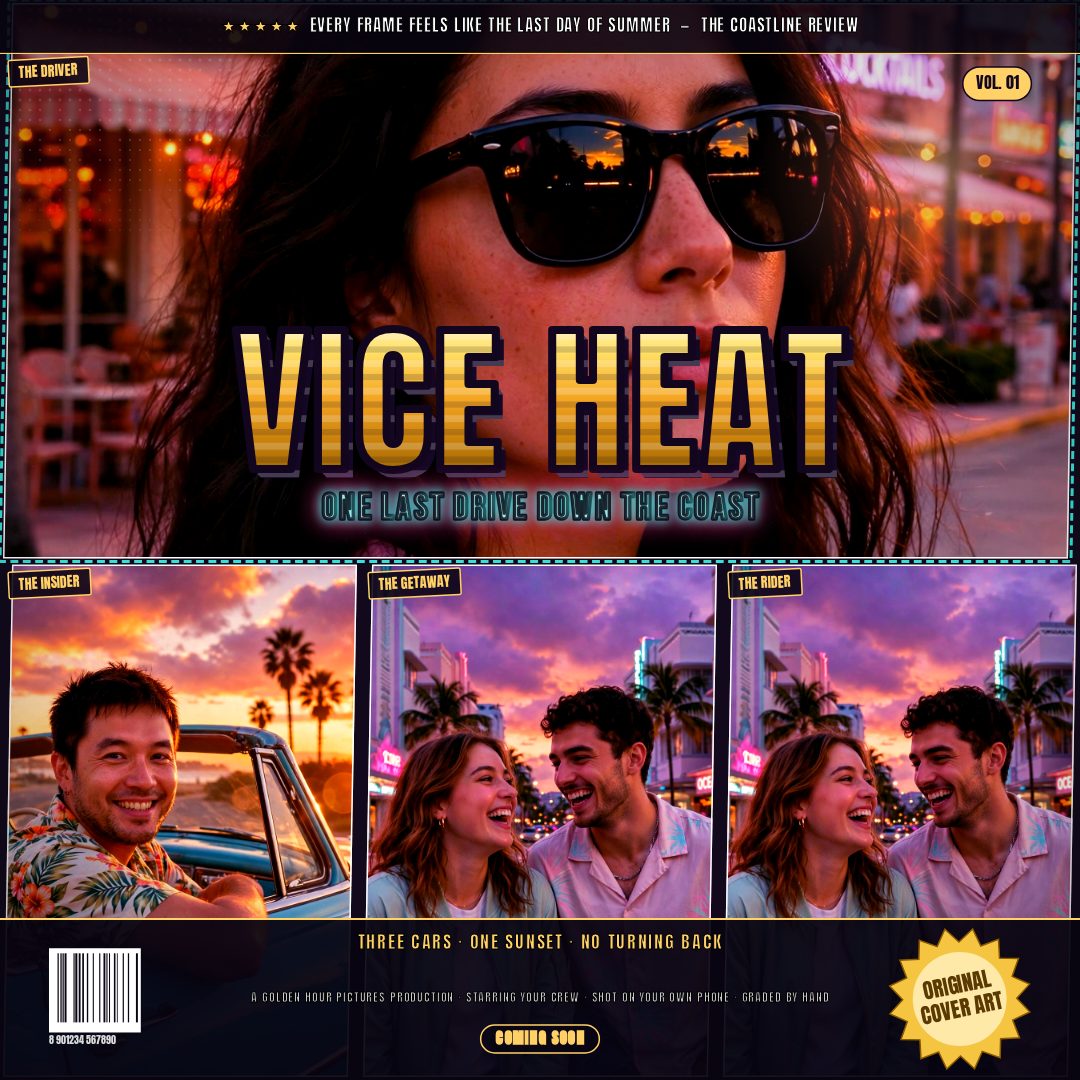 ★★★★★ EVERY FRAME FEELS LIKE THE LAST DAY OF SUMMER – THE COASTLINE REVIEW
THE DRIVER
VOL. 01
VICE HEAT
ONE LAST DRIVE DOWN THE COAST
THE INSIDER
THE GETAWAY
THE RIDER
THREE CARS · ONE SUNSET · NO TURNING BACK
A GOLDEN HOUR PICTURES PRODUCTION · STARRING YOUR CREW · SHOT ON YOUR OWN PHONE · GRADED BY HAND
COMING SOON
8 901234 567890
ORIGINAL
COVER ART